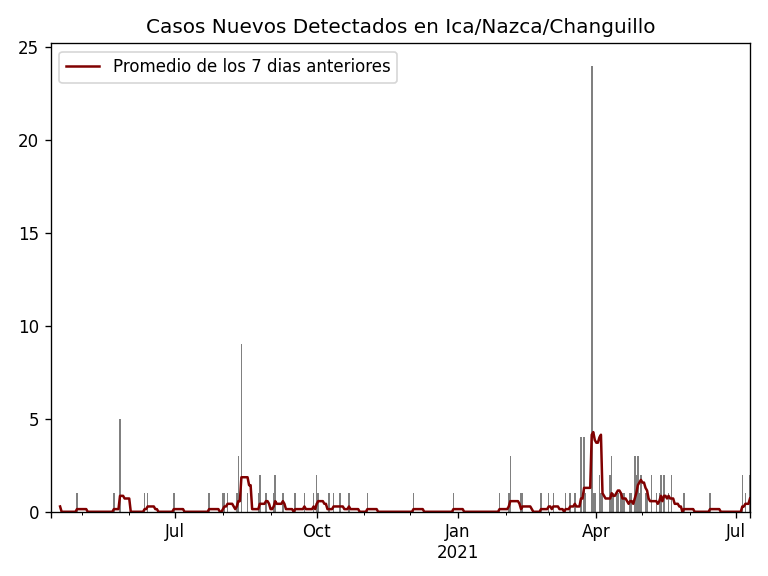 Casos Nuevos Detectados en Ica/Nazca/Changuillo
Promedio de los 7 dias anteriores
25
20
15
10
5
0
Jul
Oct
Jan
2021
Apr
Jul